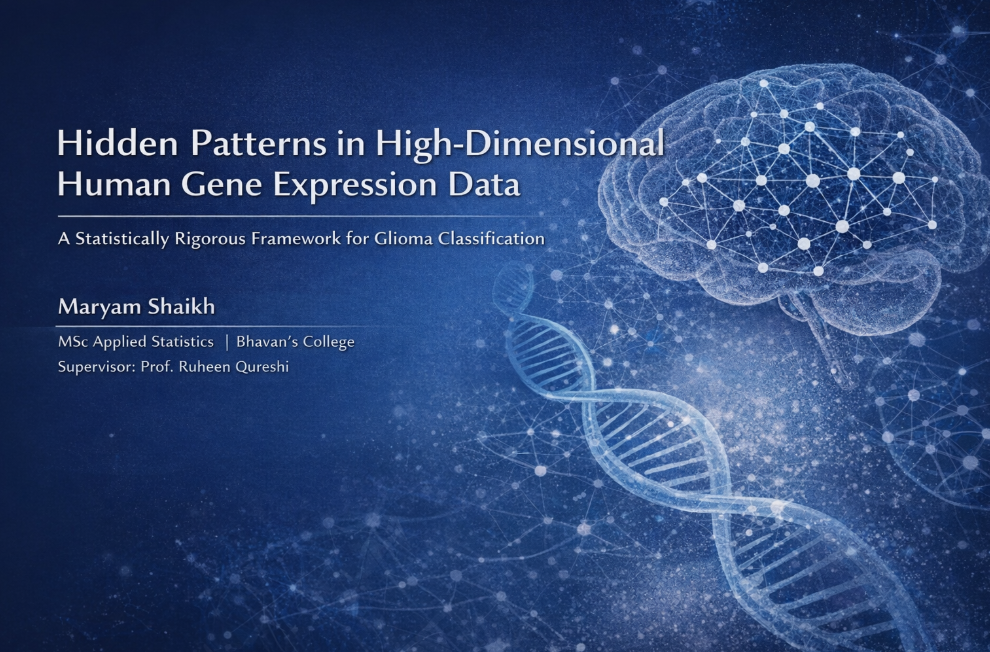 Hidden Patterns in High-Dimensional
Human Gene Expression Data
A Statistically Rigorous Framework for Glioma Classification
Maryam Shaikh
MSc Applied Statistics | Bhavan's College
Supervisor: Prof. Ruheen Qureshi